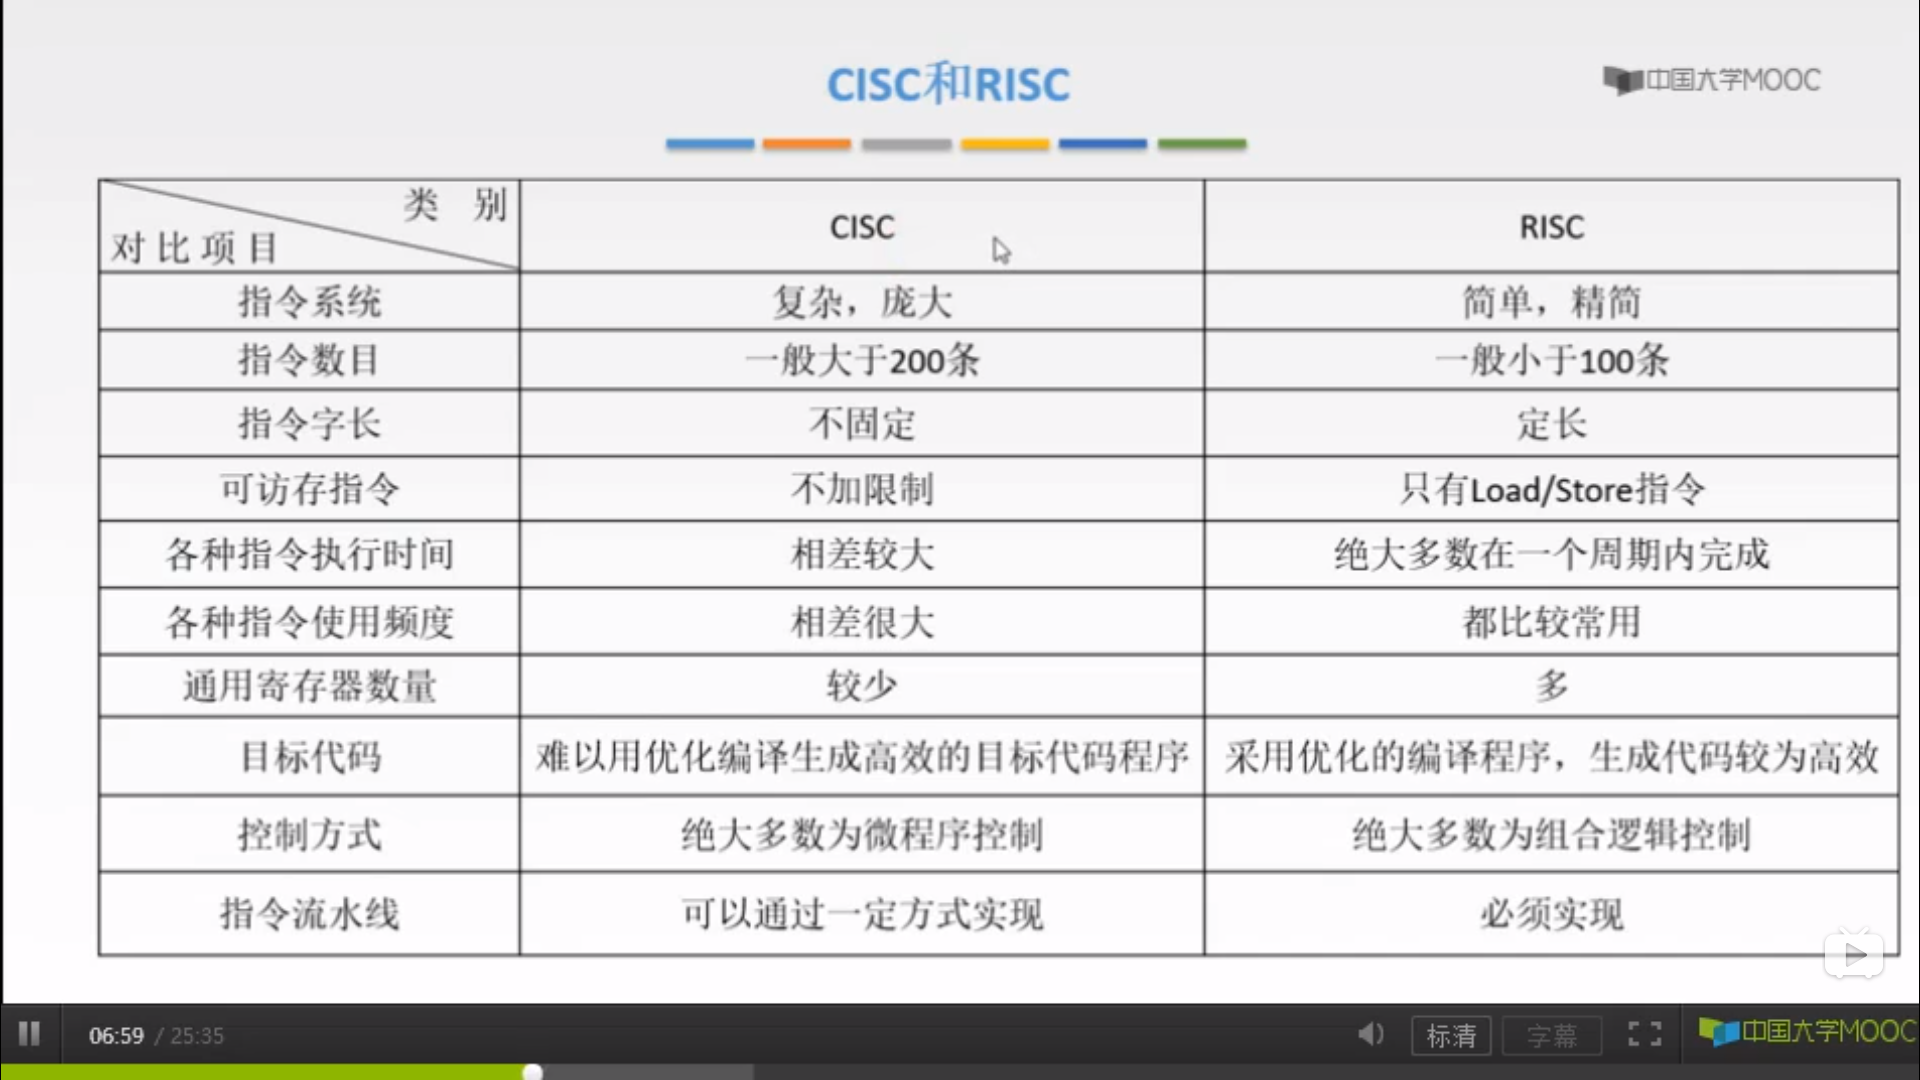 CISC和RISC
中国大学MOOC
类 别
对比项目
CISC
RISC
指令系统
复杂，庞大
简单，精简
指令数目
一般大于200条
一般小于100条
指令字长
不固定
定长
可访存指令
不加限制
只有Load/Store指令
各种指令执行时间
相差较大
绝大多数在一个周期内完成
各种指令使用频度
相差很大
都比较常用
通用寄存器数量
较少
多
目标代码
难以用优化编译生成高效的目标代码程序
采用优化的编译程序，生成代码较为高效
控制方式
绝大多数为微程序控制
绝大多数为组合逻辑控制
指令流水线
可以通过一定方式实现
必须实现
06:59 / 25:35
标清
字幕
中国大学MOOC